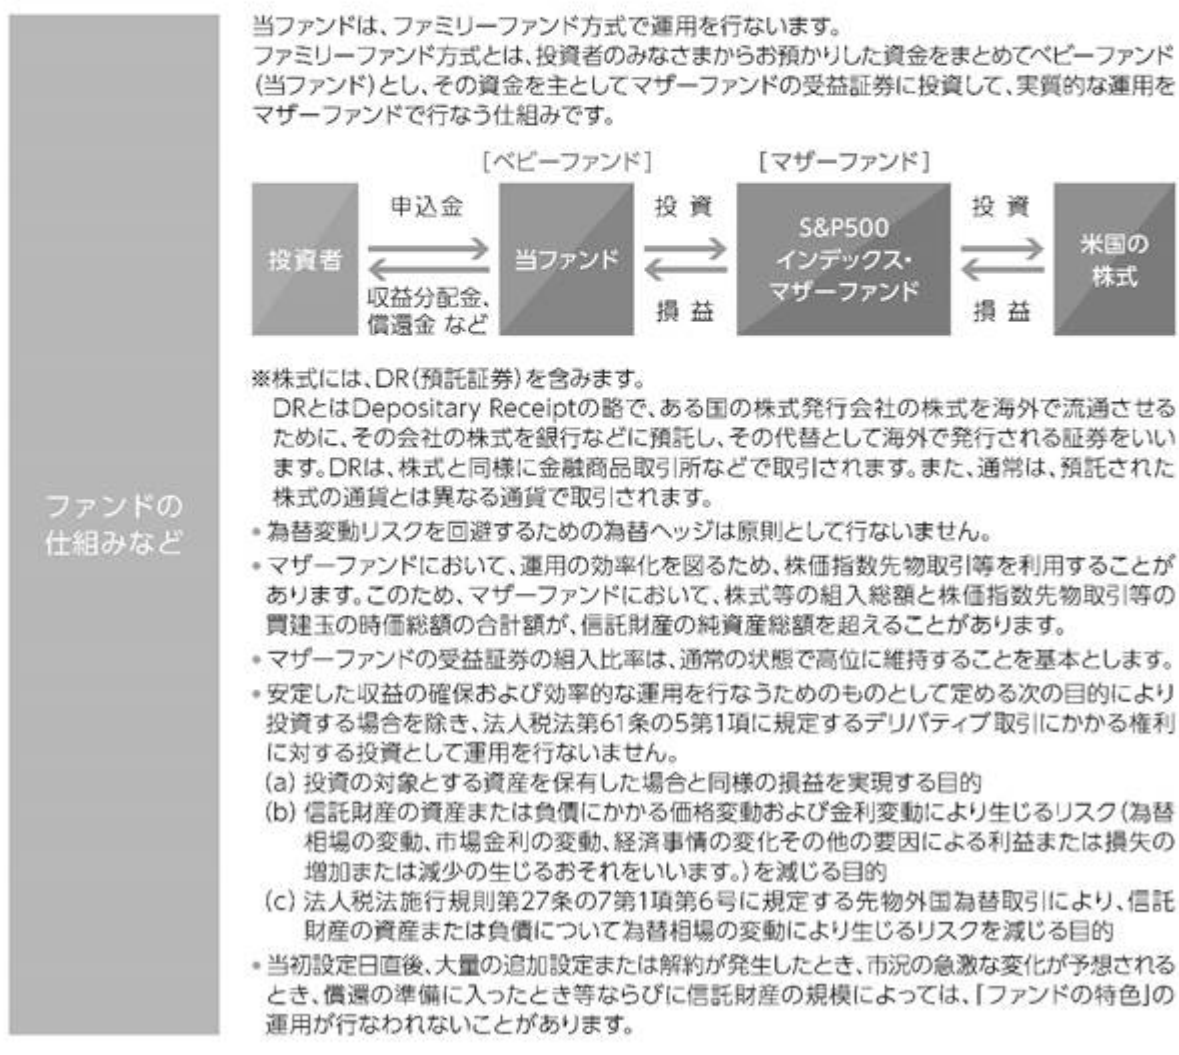 当ファンドは、ファミリーファンド方式で運用を行ないます。
ファミリーファンド方式とは、投資者のみなさまからお預かりした資金をまとめてベビーファンド
(当ファンド)とし、その資金を主としてマザーファンドの受益証券に投資して、実質的な運用を
マザーファンドで行なう仕組みです。
[ベビーファンド]
[マザーファンド]
投資者
申込金
収益分配金、
償還金 など
当ファンド
投 資
損 益
S&P500
インデックス・
マザーファンド
投 資
損 益
米国の
株式
※株式には、DR(預託証券)を含みます。
DRとはDepositary Receiptの略で、ある国の株式発行会社の株式を海外で流通させる
ために、その会社の株式を銀行などに預託し、その代替として海外で発行される証券をいい
ます。DRは、株式と同様に金融商品取引所などで取引されます。また、通常は、預託された
株式の通貨とは異なる通貨で取引されます。
ファンドの
仕組みなど
•為替変動リスクを回避するための為替ヘッジは原則として行ないません。
•マザーファンドにおいて、運用の効率化を図るため、株価指数先物取引等を利用することが
あります。このため、マザーファンドにおいて、株式等の組入総額と株価指数先物取引等の
買建玉の時価総額の合計額が、信託財産の純資産総額を超えることがあります。
•マザーファンドの受益証券の組入比率は、通常の状態で高位に維持することを基本とします。
•安定した収益の確保および効率的な運用を行なうためのものとして定める次の目的により
投資する場合を除き、法人税法第61条の5第1項に規定するデリバティブ取引にかかる権利
に対する投資として運用を行ないません。
(a) 投資の対象とする資産を保有した場合と同様の損益を実現する目的
(b) 信託財産の資産または負債にかかる価格変動および金利変動により生じるリスク(為替
相場の変動、市場金利の変動、経済事情の変化その他の要因による利益または損失の
増加または減少の生じるおそれをいいます。)を減じる目的
(c) 法人税法施行規則第27条の7第1項第6号に規定する先物外国為替取引により、信託
財産の資産または負債について為替相場の変動により生じるリスクを減じる目的
•当初設定日直後、大量の追加設定または解約が発生したとき、市況の急激な変化が予想される
とき、償還の準備に入ったとき等ならびに信託財産の規模によっては、「ファンドの特色」の
運用が行なわれないことがあります。